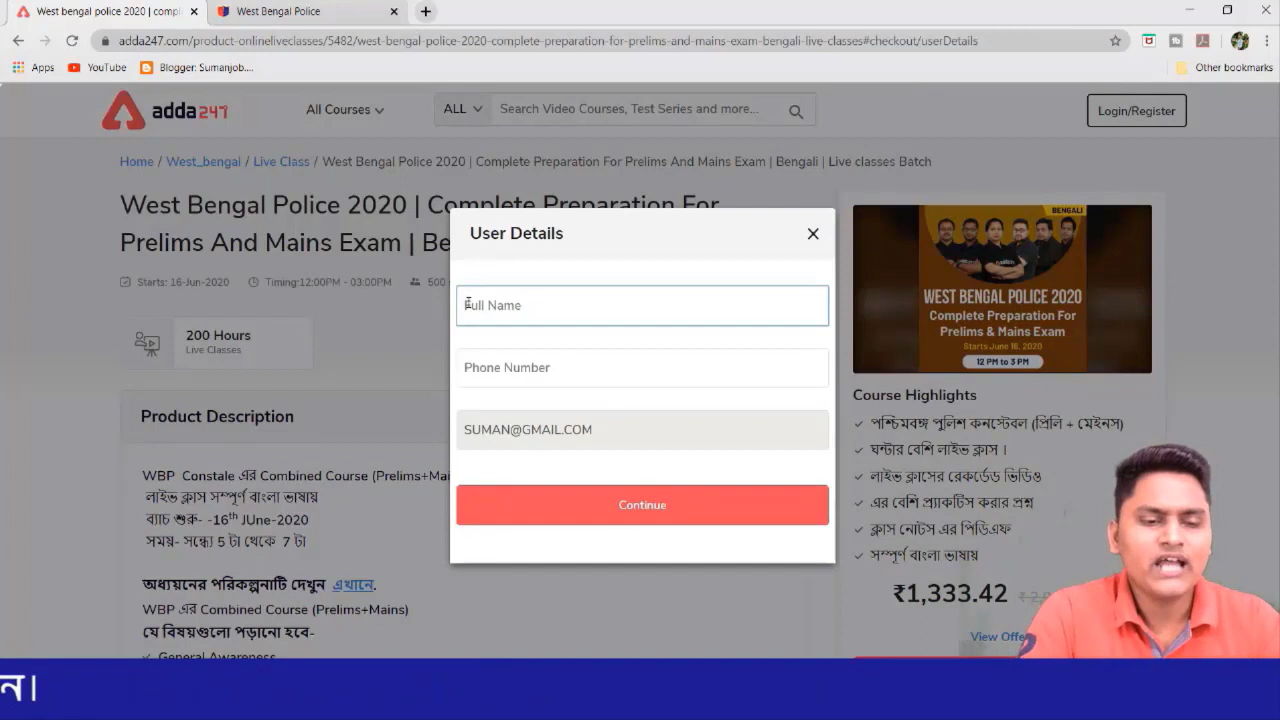 West bengal police 2020 | compl
West Bengal Police
adda247.com/product-onlineliveclasses/5482/west-bengal-police-2020-complete-preparation-for-prelims-and-mains-exam-bengali-live-classes#checkout/userDetails
Apps
YouTube
Blogger: Sumanjob....
Other bookmarks
adda247
All Courses
ALL
Search Video Courses, Test Series and more...
Login/Register
Home / West_bengal / Live Class / West Bengal Police 2020 | Complete Preparation For Prelims And Mains Exam | Bengali | Live classes Batch
West Bengal Police 2020 | Complete Preparation For
Prelims And Mains Exam | Be
Starts: 16-Jun-2020
Timing:12:00PM - 03:00PM
500
200 Hours
Live Classes
Product Description
WBP Constale এর Combined Course (Prelims+Mai
লাইভ ক্লাস সম্পূর্ণ বাংলা ভাষায়
ব্যাচ শুরু- -16th JUne-2020
সময়- সন্ধ্যে 5 টা থেকে 7 টা
অধ্যয়নের পরিকল্পনাটি দেখুন এখানে.
WBP এর Combined Course (Prelims+Mains)
যে বিষয়গুলো পড়ানো হবে-
General Awareness
User Details
Full Name
Phone Number
SUMAN@GMAIL.COM
Continue
BENGALI
WEST BENGAL POLICE 2020
Complete Preparation For
Prelims & Mains Exam
Starts June 16, 2020
12 PM to 3 PM
Course Highlights
পশ্চিমবঙ্গ পুলিশ কনস্টেবল (প্রিলি + মেইনস)
ঘন্টার বেশি লাইভ ক্লাস ।
লাইভ ক্লাসের রেকর্ডেড ভিডিও
এর বেশি প্র্যাকটিস করার প্রশ্ন
ক্লাস নোটস এর পিডিএফ
সম্পূর্ণ বাংলা ভাষায়
₹1,333.42
View Offe
ন।